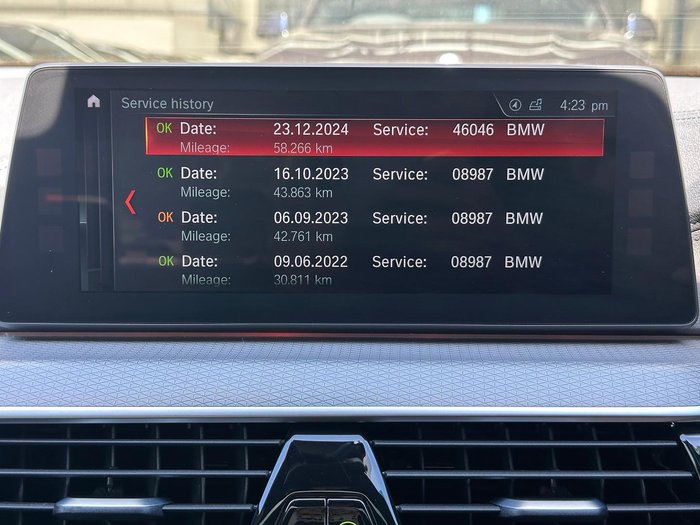 Service history 4:23 pm
OK Date: 23.12.2024 Service: 46046 BMW
Mileage: 58.266 km
OK Date: 16.10.2023 Service: 08987 BMW
Mileage: 43.863 km
OK Date: 06.09.2023 Service: 08987 BMW
Mileage: 42.761 km
OK Date: 09.06.2022 Service: 08987 BMW
Mileage: 30.811 km